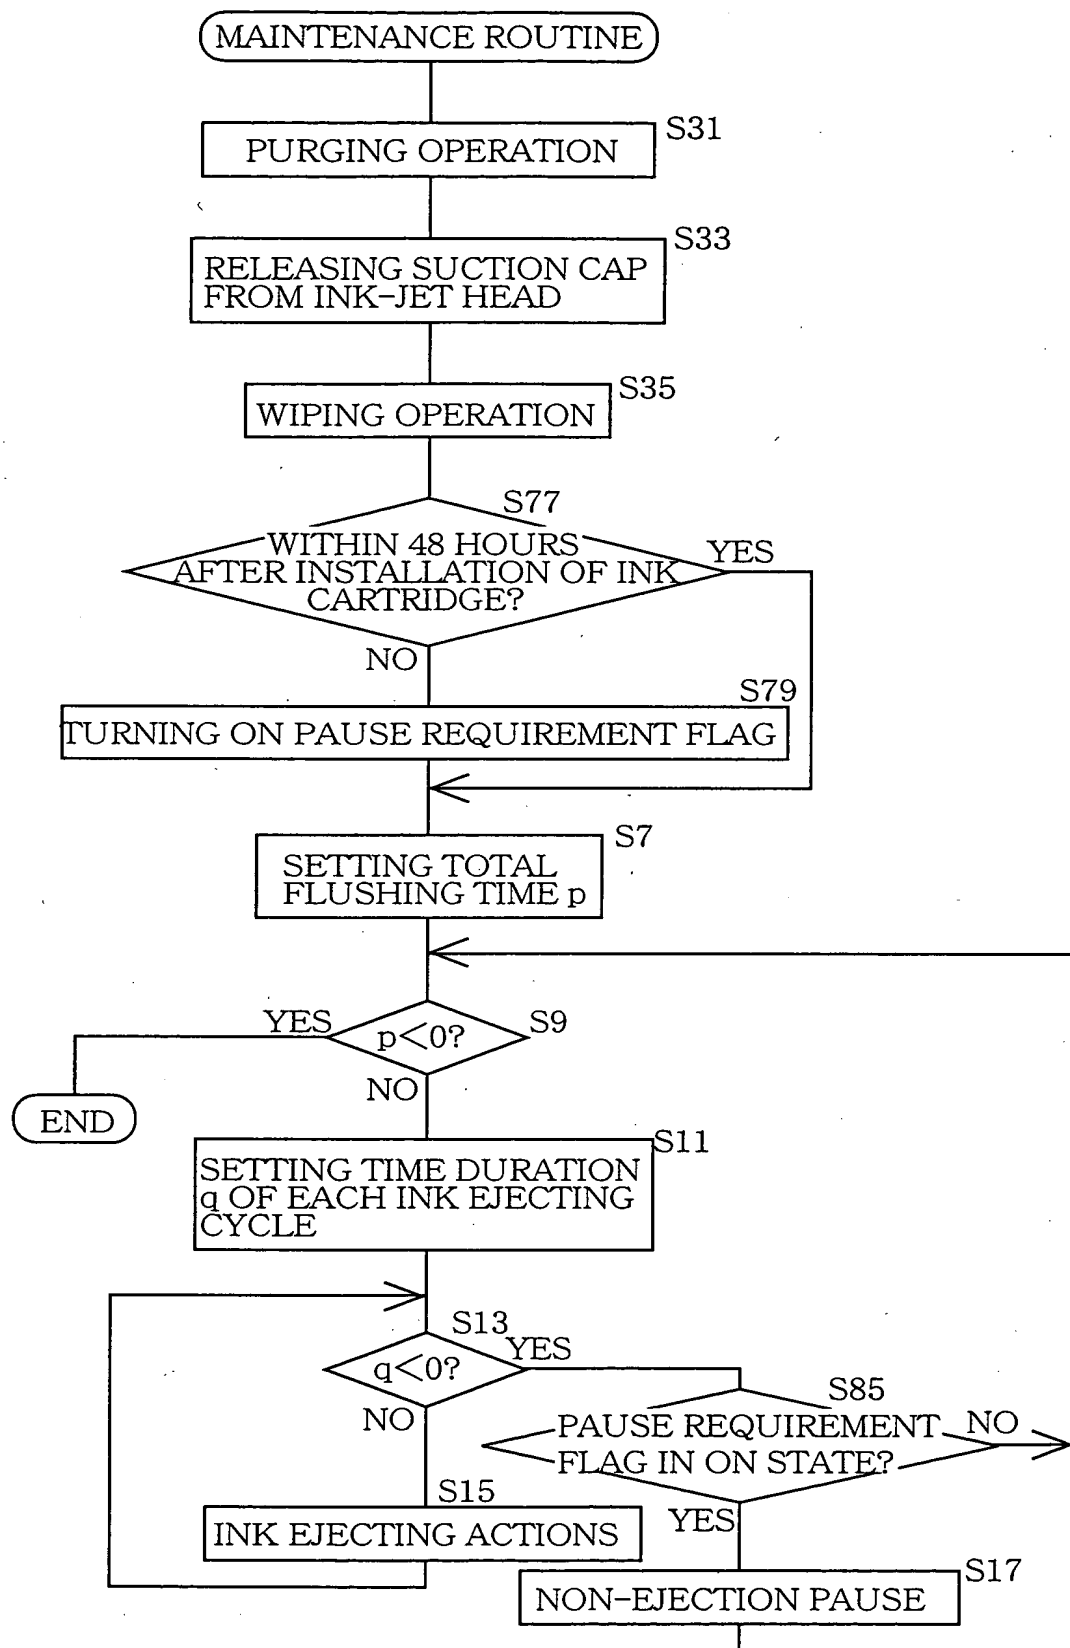 MAINTENANCE ROUTINE
S31
PURGING OPERATION
S33
RELEASING SUCTION CAP
FROM INK-JET HEAD
S35
WIPING OPERATION
S77
WITHIN 48 HOURS
AFTER INSTALLATION OF INK
CARTRIDGE?
YES
NO
S79
TURNING ON PAUSE REQUIREMENT FLAG
S7
SETTING TOTAL
FLUSHING TIME p
YES
p<0?
S9
NO
END
S11
SETTING TIME DURATION
q OF EACH INK EJECTING
CYCLE
S13
q<0?
YES
NO
S85
PAUSE REQUIREMENT
FLAG IN ON STATE?
NO
YES
S15
INK EJECTING ACTIONS
S17
NON-EJECTION PAUSE